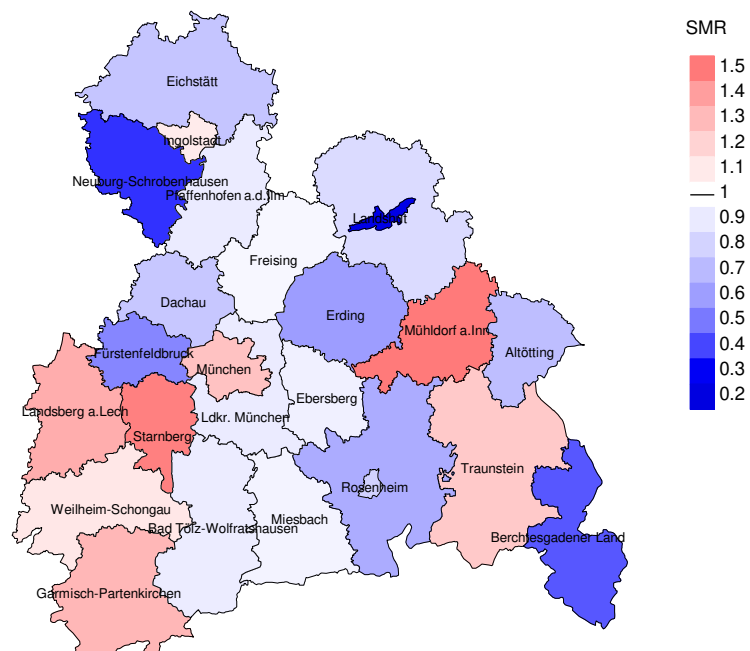 SMR
1.5
1.4
1.3
1.2
1.1
1
0.9
0.8
0.7
0.6
0.5
0.4
0.3
0.2
Eichstätt
Ingolstadt
Neuburg-Schrobenhausen
Pfaffenhofen a.d.Ilm
Landshut
Freising
Dachau
Erding
Mühldorf a.Inn
Fürstenfeldbruck
Altötting
München
Ebersberg
Landsberg a.Lech
Ldkr. München
Starnberg
Traunstein
Rosenheim
Weilheim-Schongau
Miesbach
Bad Tölz-Wolfratshausen
Berchtesgadener Land
Garmisch-Partenkirchen